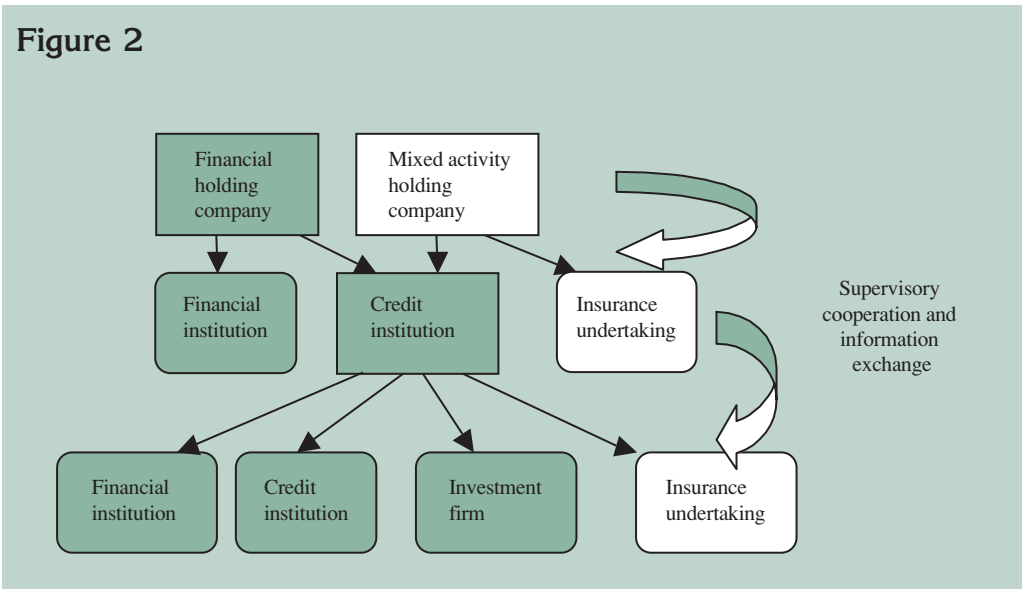 Figure 2
Financial
holding
company
Mixed activity
holding
company
Financial
institution
Credit
institution
Insurance
undertaking
Supervisory
cooperation and
information
exchange
Financial
institution
Credit
institution
Investment
firm
Insurance
undertaking